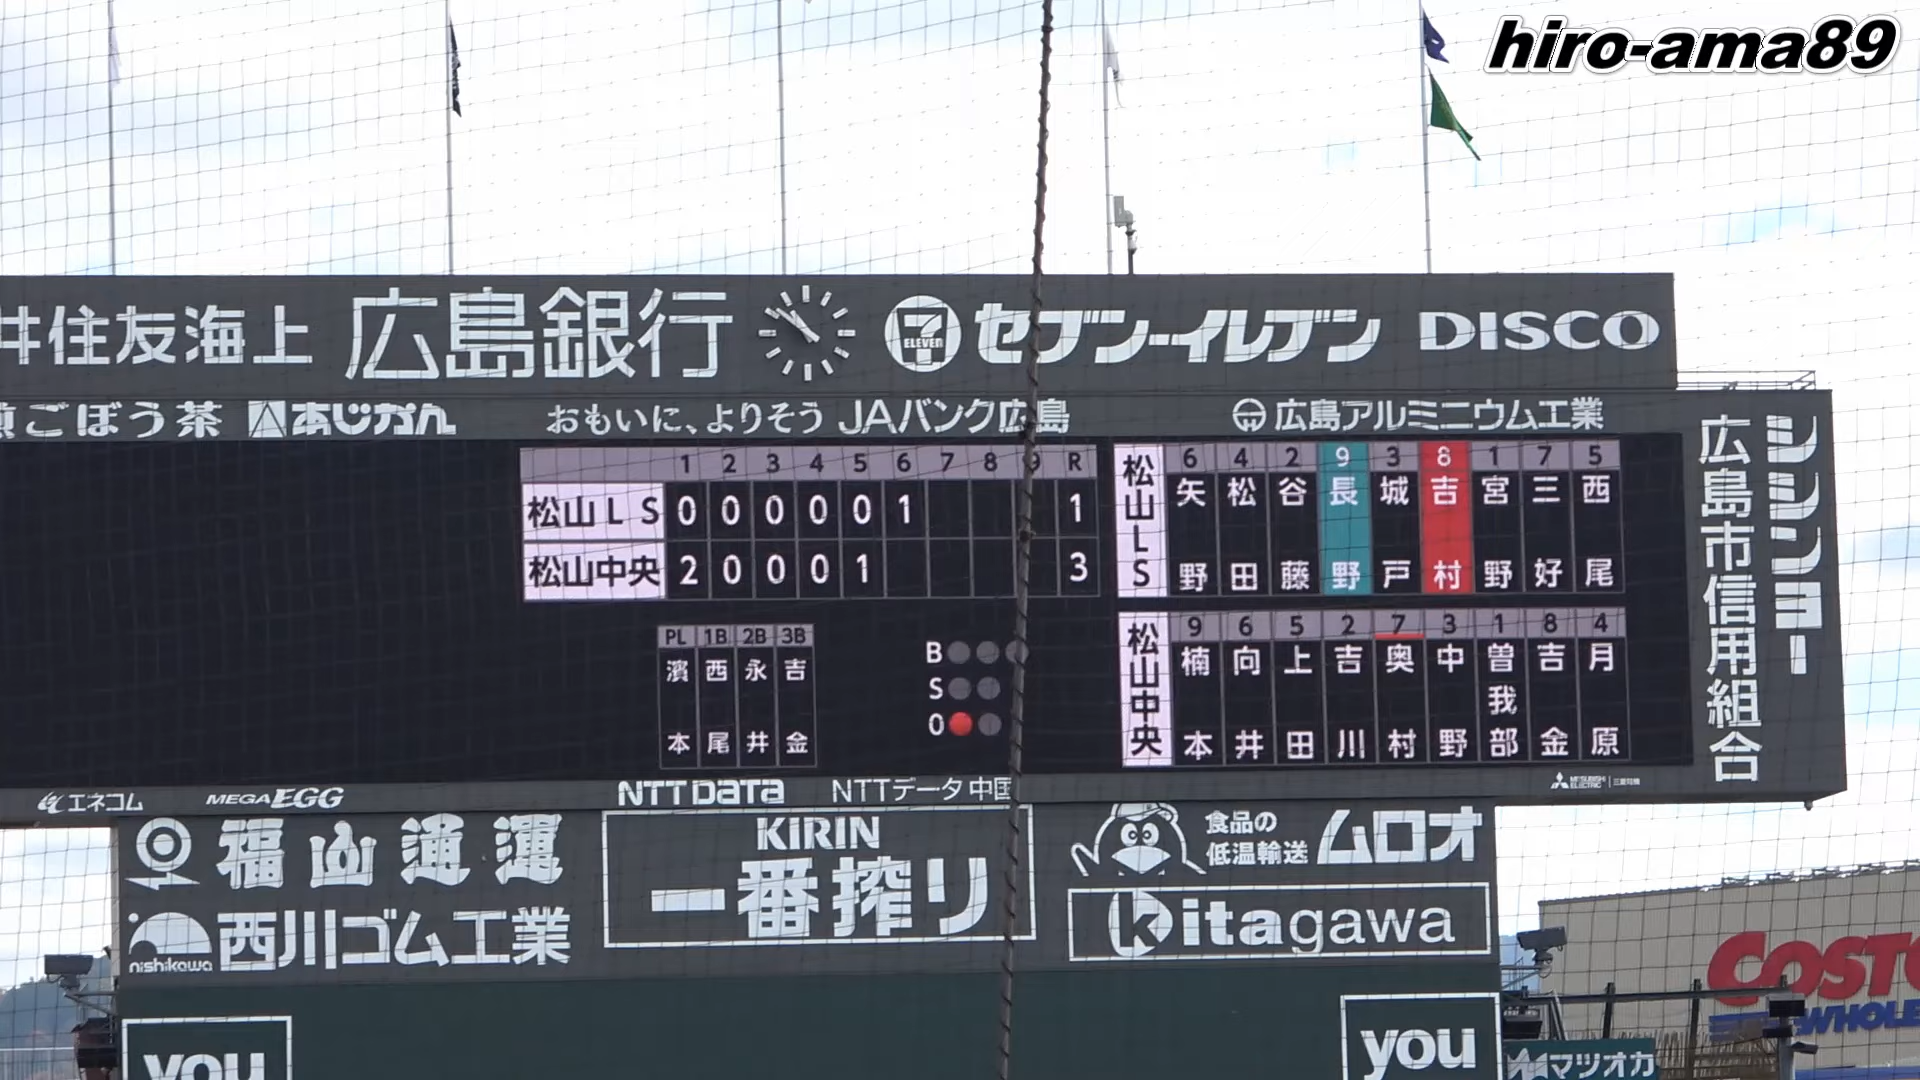 hiro-ama89
井住友海上 広島銀行 7 ELEVEN セブン-イレブン DISCO
ごぼう茶 あじかん おもいに、よりそう JAバンク広島 広島アルミニウム工業
シシンヨー
広島市信用組合
1 2 3 4 5 6 7 8 9 R
松山LS 0 0 0 0 0 1 1
松山中央 2 0 0 0 1 3
松山LS
6 4 2 9 3 8 1 7 5
矢野 松田 谷藤 長野 城戸 吉村 宮野 三好 西尾
PL 1B 2B 3B
濱本 西尾 永井 吉金
B
S
O
松山中央
9 6 5 2 7 3 1 8 4
楠本 向井 上田 吉川 奥村 中野 曽我部 吉金 月原
エネコム MEGA EGG NTT DATA NTTデータ中国 MITSUBISHI ELECTRIC 三菱電機
福山通運
KIRIN
一番搾り
食品の
低温輸送
ムロオ
nishikawa 西川ゴム工業
Kitagawa
COSTC
WHOLE
you
you
マツオカ